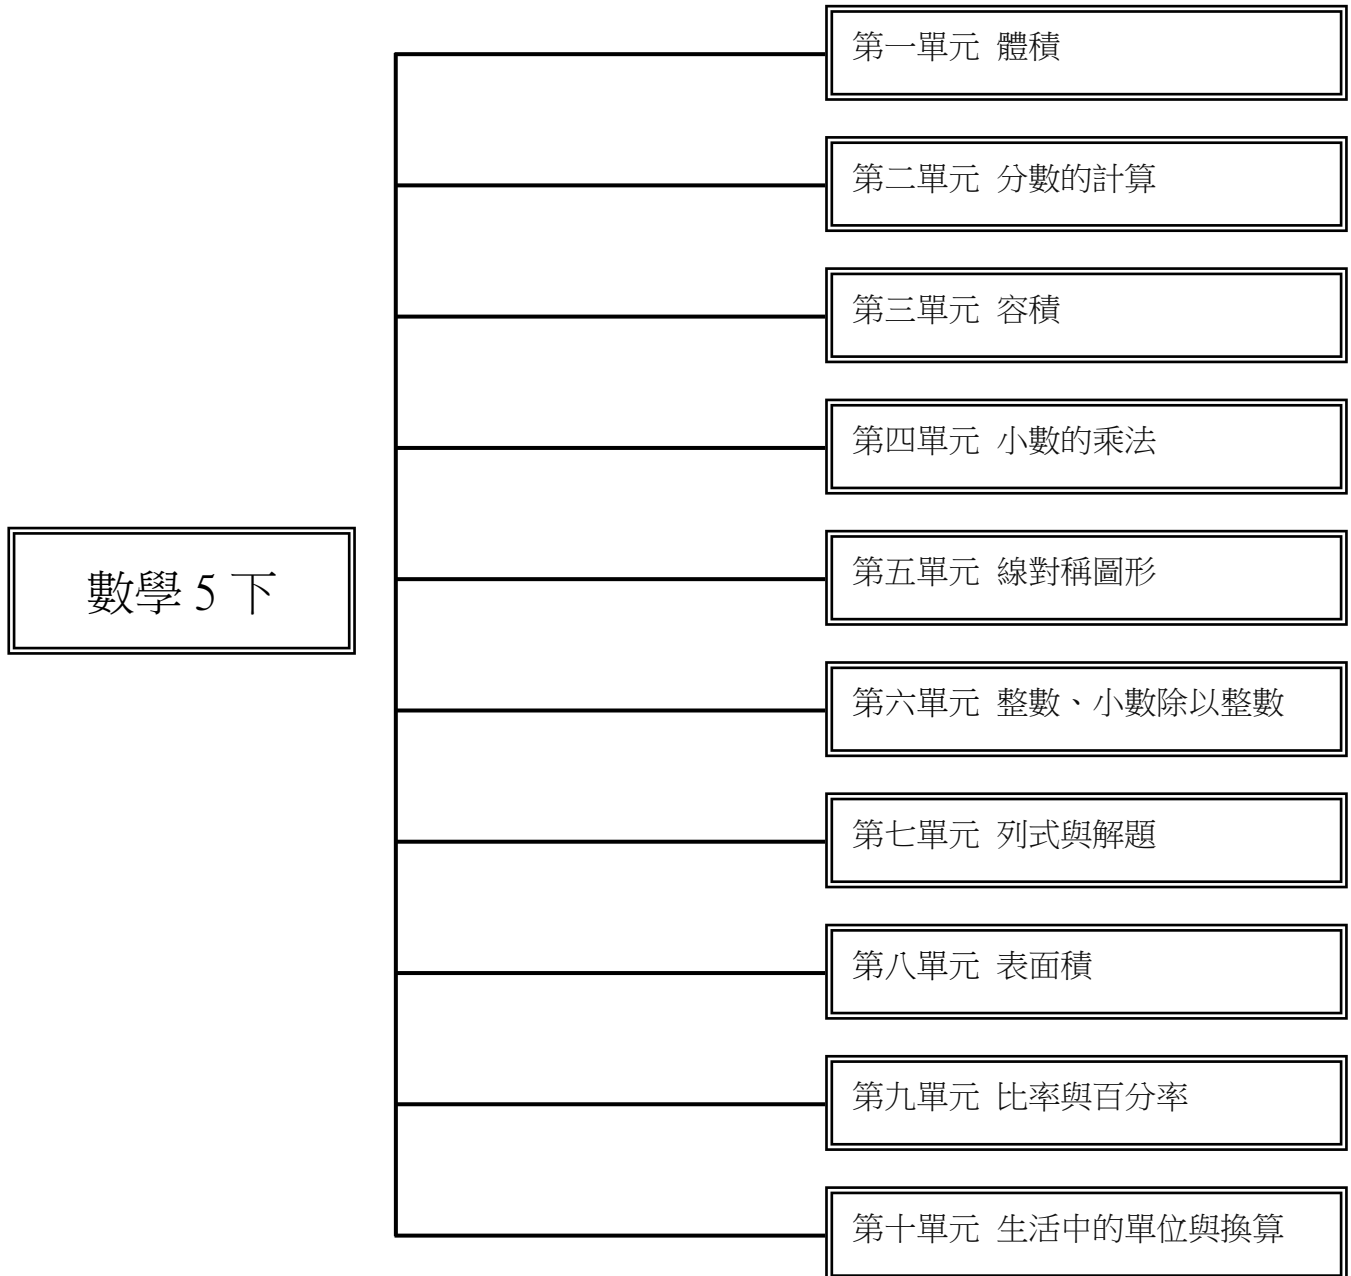 第一單元 體積
第二單元 分數的計算
第三單元 容積
第四單元 小數的乘法
數學 5 下
第五單元 線對稱圖形
第六單元 整數、小數除以整數
第七單元 列式與解題
第八單元 表面積
第九單元 比率與百分率
第十單元 生活中的單位與換算